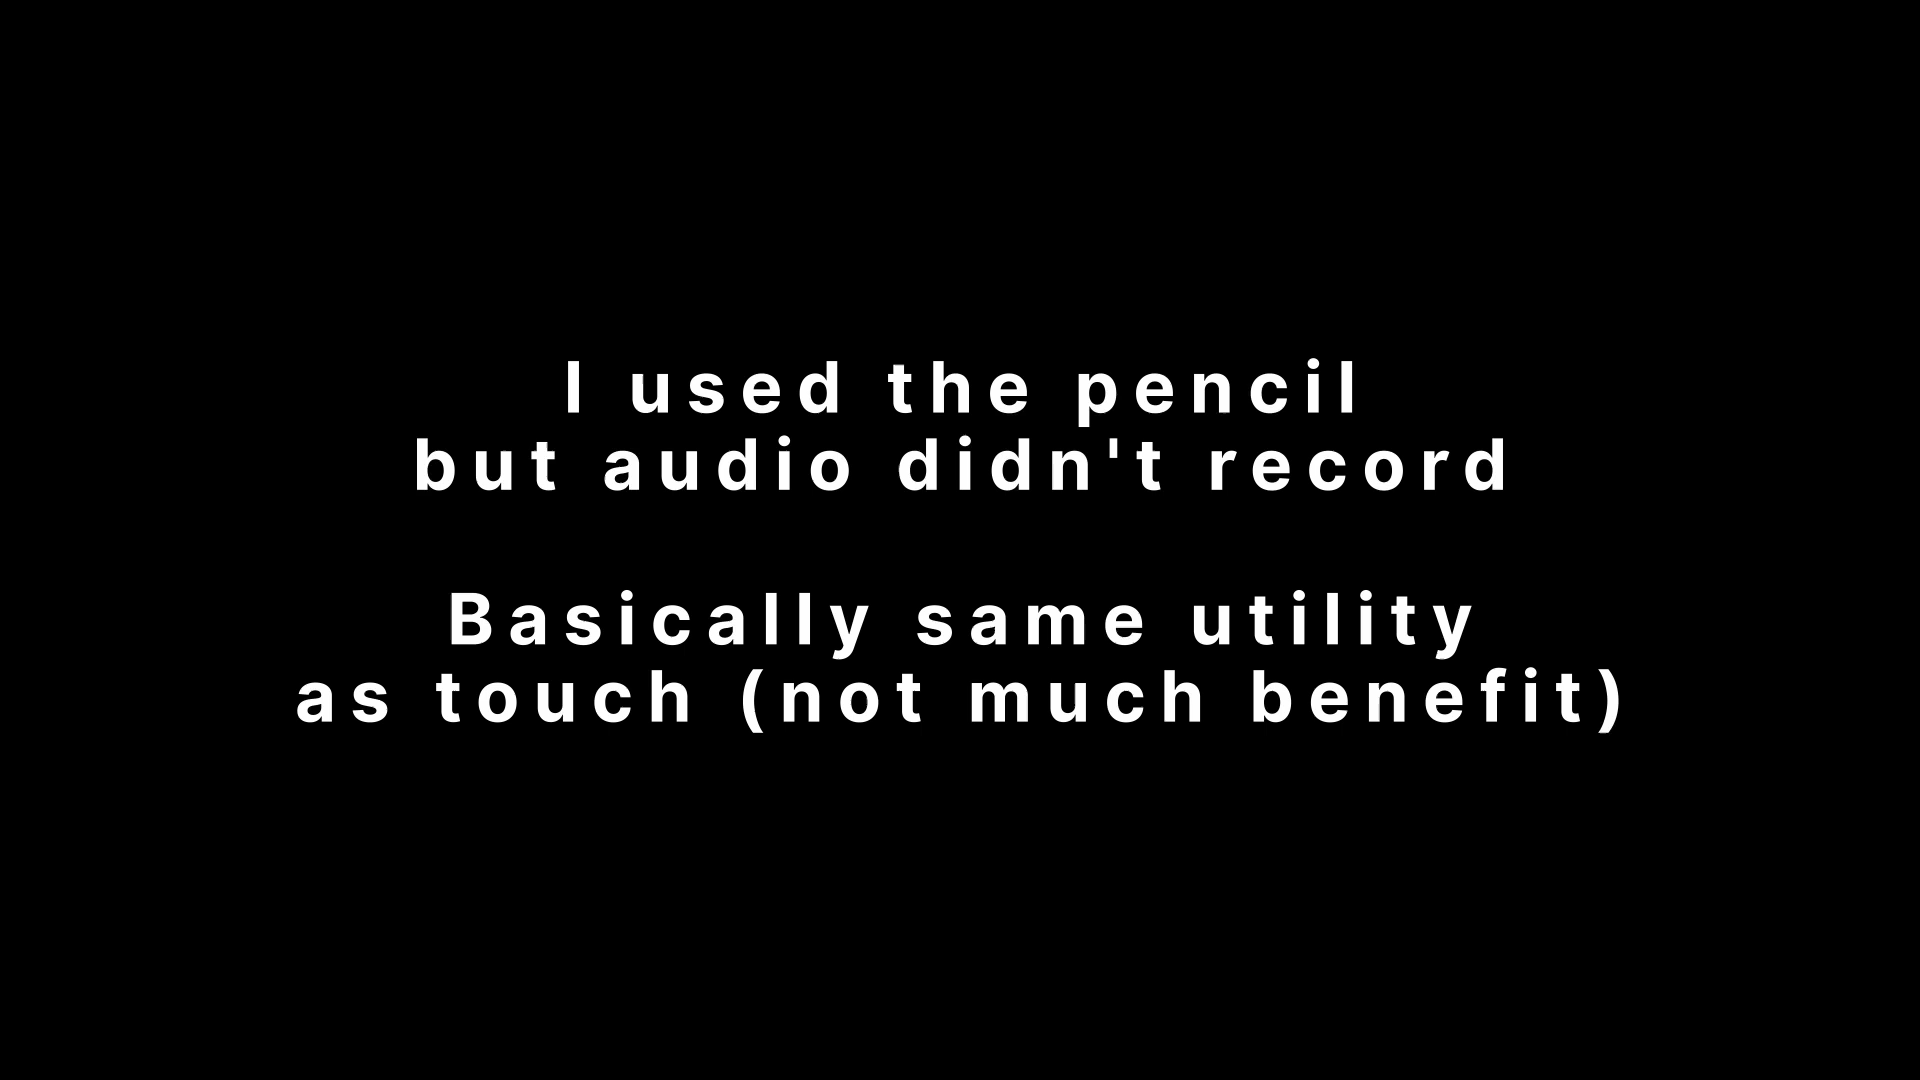 I used the pencil
but audio didn't record
Basically same utility
as touch (not much benefit)